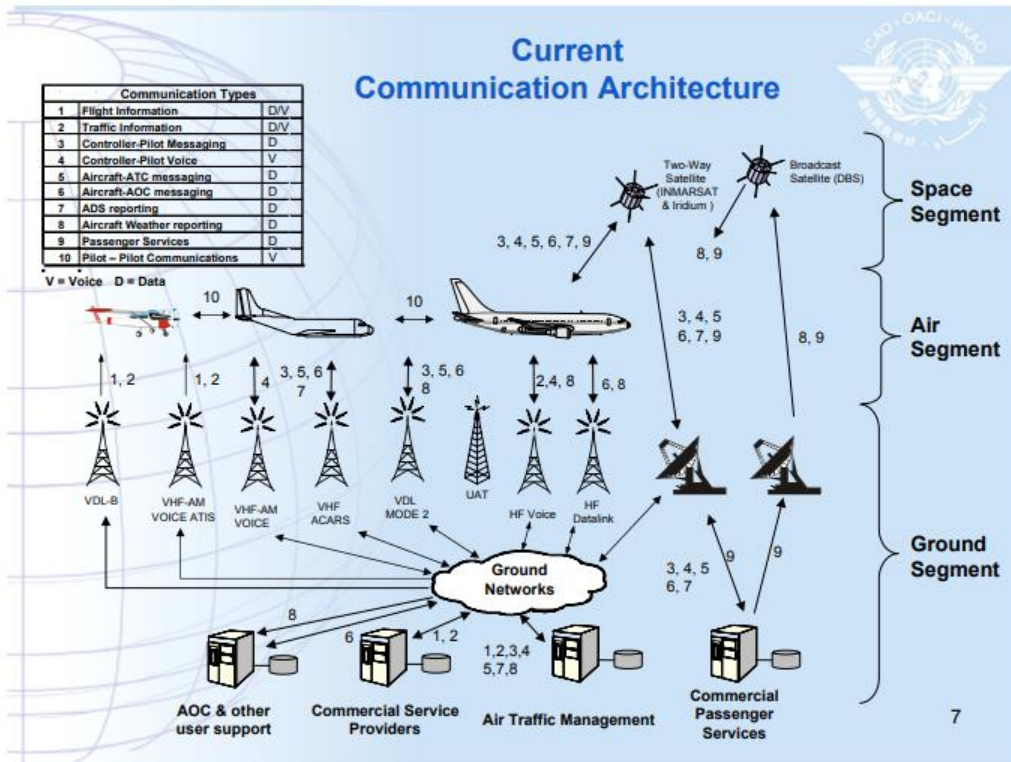 Current
Communication Architecture
ICAO · OACI · ИКАО
Communication Types
1 Flight Information D/V
2 Traffic Information D/V
3 Controller-Pilot Messaging D
4 Controller-Pilot Voice V
5 Aircraft-ATC messaging D
6 Aircraft-AOC messaging D
7 ADS reporting D
8 Aircraft Weather reporting D
9 Passenger Services D
10 Pilot – Pilot Communications V
V = Voice D = Data
Two-Way
Satellite
(INMARSAT
& Iridium )
Broadcast
Satellite (DBS)
Space
Segment
3, 4, 5, 6, 7, 9
8, 9
10
10
3, 4, 5
6, 7, 9
8, 9
Air
Segment
1, 2
1, 2
4
3, 5, 6
7
3, 5, 6
8
2,4, 8
6, 8
VDL-B
VHF-AM
VOICE ATIS
VHF-AM
VOICE
VHF
ACARS
VDL
MODE 2
UAT
HF Voice
HF
Datalink
Ground
Networks
3, 4, 5
6, 7
9
9
Ground
Segment
8
6
1, 2
1,2,3,4
5,7,8
AOC & other
user support
Commercial Service
Providers
Air Traffic Management
Commercial
Passenger
Services
7